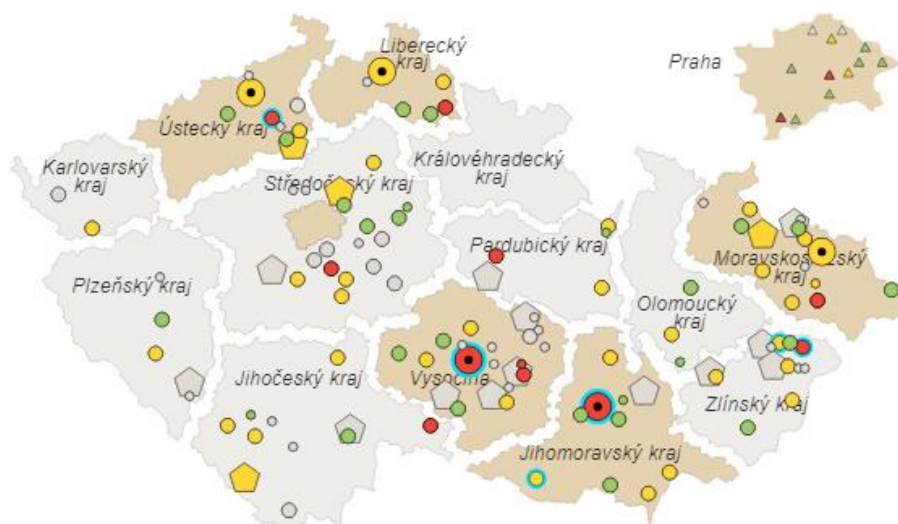 Liberecký
kraj
Praha
Ústecký kraj
Karlovarský
kraj
Středočeský kraj
Královéhradecký
kraj
Pardubický kraj
Moravskoslezský
kraj
Plzeňský kraj
Olomoucký
kraj
Jihočeský kraj
Vysočina
Zlínský kraj
Jihomoravský kraj